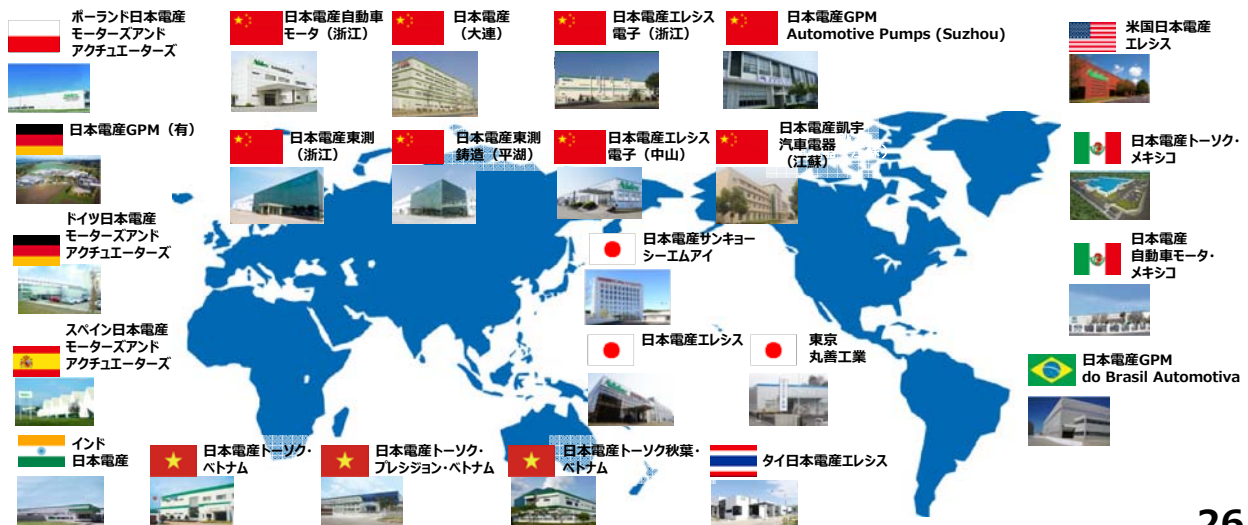 ポーランド日本電産
モーターズアンド
アクチュエーターズ
日本電産自動車
モータ（浙江）
日本電産
（大連）
日本電産エレシス
電子（浙江）
日本電産GPM
Automotive Pumps (Suzhou)
米国日本電産
エレシス
日本電産GPM（有）
日本電産東測
（浙江）
日本電産東測
鋳造（平湖）
日本電産エレシス
電子（中山）
日本電産凱宇
汽車電器
（江蘇）
日本電産トーソク・
メキシコ
ドイツ日本電産
モーターズアンド
アクチュエーターズ
日本電産サンキョー
シーエムアイ
日本電産
自動車モータ・
メキシコ
スペイン日本電産
モーターズアンド
アクチュエーターズ
日本電産エレシス
東京
丸善工業
日本電産GPM
do Brasil Automotiva
インド
日本電産
日本電産トーソク・
ベトナム
日本電産トーソク・
プレシジョン・ベトナム
日本電産トーソク秋葉・
ベトナム
タイ日本電産エレシス
26